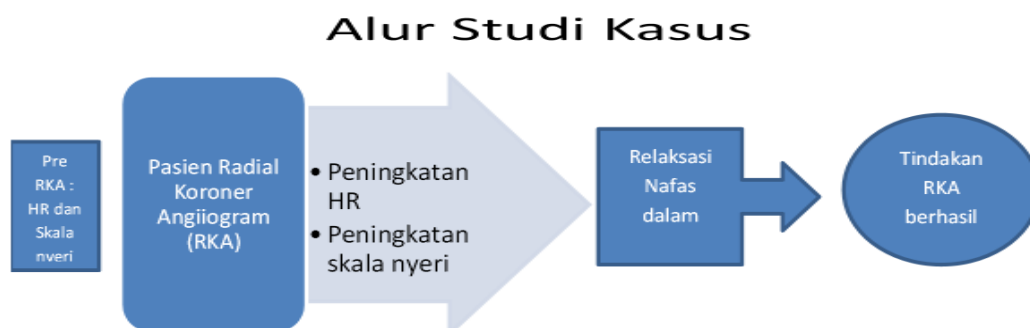 Alur Studi Kasus
Pre
RKA :
HR dan
Skala
nyeri
Pasien Radial
Koroner
Angiiogram
(RKA)
• Peningkatan
HR
• Peningkatan
skala nyeri
Relaksasi
Nafas
dalam
Tindakan
RKA
berhasil